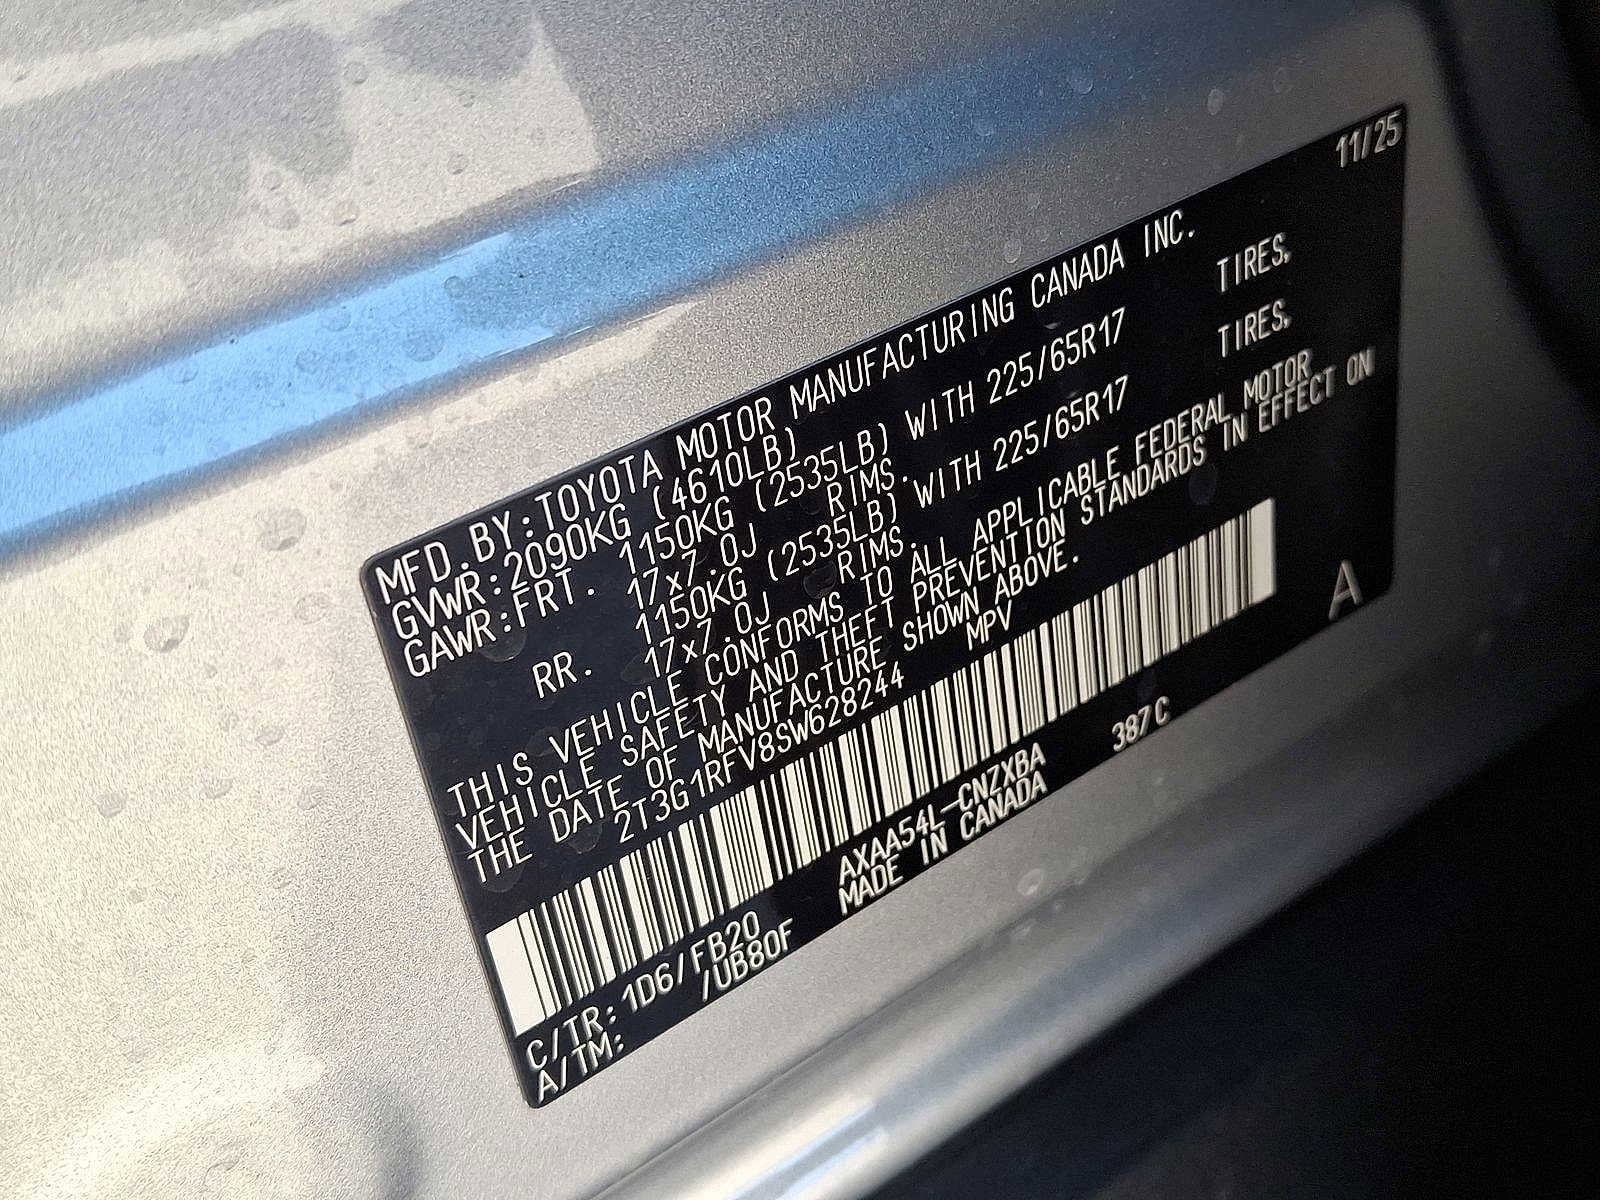 11/25
MFD.BY:TOYOTA MOTOR MANUFACTURING CANADA INC.
GVWR:2090KG (4610LB)
GAWR:FRT. 1150KG (2535LB) WITH 225/65R17 TIRES,
17x7.0J RIMS.
RR. 1150KG (2535LB) WITH 225/65R17 TIRES,
17x7.0J RIMS.
THIS VEHICLE CONFORMS TO ALL APPLICABLE FEDERAL MOTOR
VEHICLE SAFETY AND THEFT PREVENTION STANDARDS IN EFFECT ON
THE DATE OF MANUFACTURE SHOWN ABOVE.
2T3G1RFV8SW628244 MPV
A
C/TR:1D6/FB20 AXAA54L-CNZXBA 387C
A/TM: /UB80F MADE IN CANADA